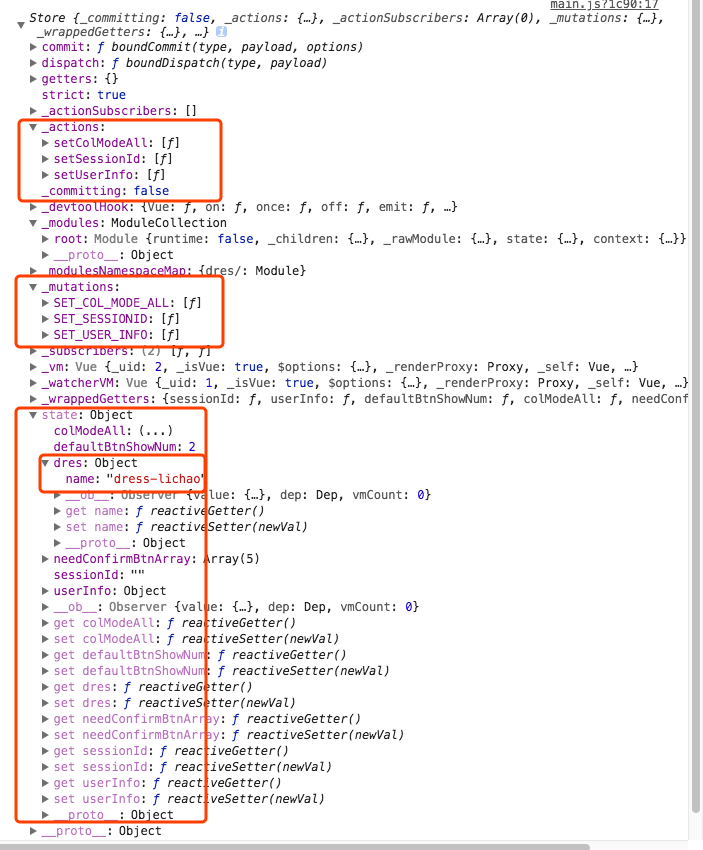 main.js?1c90:17
Store {_committing: false, _actions: {…}, _actionSubscribers: Array(0), _mutations: {…},
_wrappedGetters: {…}, …} i
commit: ƒ boundCommit(type, payload, options)
dispatch: ƒ boundDispatch(type, payload)
getters: {}
strict: true
_actionSubscribers: []
_actions:
setColModeAll: [ƒ]
setSessionId: [ƒ]
setUserInfo: [ƒ]
_committing: false
_devtoolHook: {Vue: ƒ, on: ƒ, once: ƒ, off: ƒ, emit: ƒ, …}
_modules: ModuleCollection
root: Module {runtime: false, _children: {…}, _rawModule: {…}, state: {…}, context: {…}}
__proto__: Object
_modulesNamespaceMap: {dres/: Module}
_mutations:
SET_COL_MODE_ALL: [ƒ]
SET_SESSIONID: [ƒ]
SET_USER_INFO: [ƒ]
_subscribers: (2) [ƒ, ƒ]
_vm: Vue {_uid: 2, _isVue: true, $options: {…}, _renderProxy: Proxy, _self: Vue, …}
_watcherVM: Vue {_uid: 1, _isVue: true, $options: {…}, _renderProxy: Proxy, _self: Vue, …}
_wrappedGetters: {sessionId: ƒ, userInfo: ƒ, defaultBtnShowNum: ƒ, colModeAll: ƒ, needConf
state: Object
colModeAll: (...)
defaultBtnShowNum: 2
dres: Object
name: "dress-lichao"
__ob__: Observer {value: {…}, dep: Dep, vmCount: 0}
get name: ƒ reactiveGetter()
set name: ƒ reactiveSetter(newVal)
__proto__: Object
needConfirmBtnArray: Array(5)
sessionId: ""
userInfo: Object
__ob__: Observer {value: {…}, dep: Dep, vmCount: 0}
get colModeAll: ƒ reactiveGetter()
set colModeAll: ƒ reactiveSetter(newVal)
get defaultBtnShowNum: ƒ reactiveGetter()
set defaultBtnShowNum: ƒ reactiveSetter(newVal)
get dres: ƒ reactiveGetter()
set dres: ƒ reactiveSetter(newVal)
get needConfirmBtnArray: ƒ reactiveGetter()
set needConfirmBtnArray: ƒ reactiveSetter(newVal)
get sessionId: ƒ reactiveGetter()
set sessionId: ƒ reactiveSetter(newVal)
get userInfo: ƒ reactiveGetter()
set userInfo: ƒ reactiveSetter(newVal)
__proto__: Object
__proto__: Object